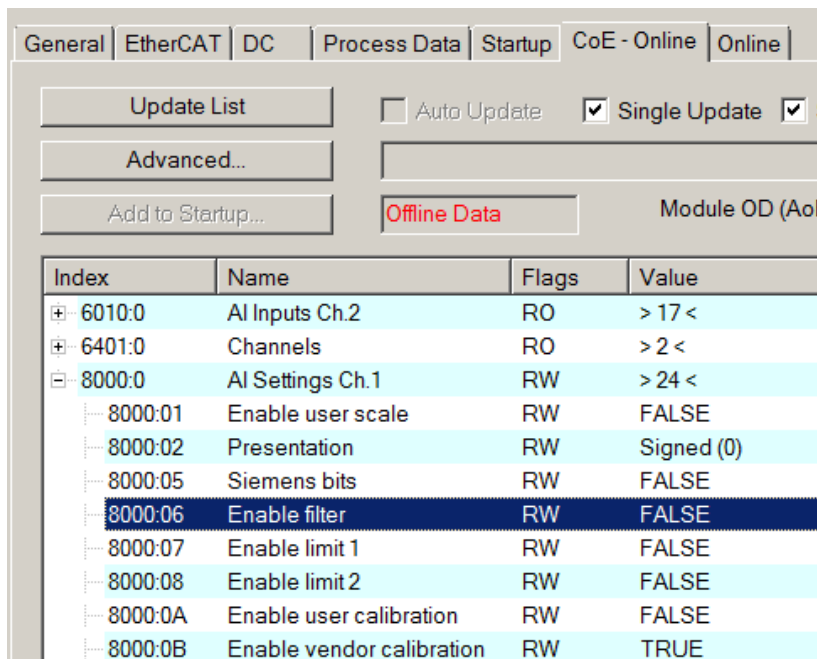 General EtherCAT DC Process Data Startup CoE - Online Online
Update List Auto Update Single Update
Advanced...
Add to Startup... Offline Data Module OD (AoE
Index Name Flags Value
6010:0 AI Inputs Ch.2 RO > 17 <
6401:0 Channels RO > 2 <
8000:0 AI Settings Ch.1 RW > 24 <
8000:01 Enable user scale RW FALSE
8000:02 Presentation RW Signed (0)
8000:05 Siemens bits RW FALSE
8000:06 Enable filter RW FALSE
8000:07 Enable limit 1 RW FALSE
8000:08 Enable limit 2 RW FALSE
8000:0A Enable user calibration RW FALSE
8000:0B Enable vendor calibration RW TRUE